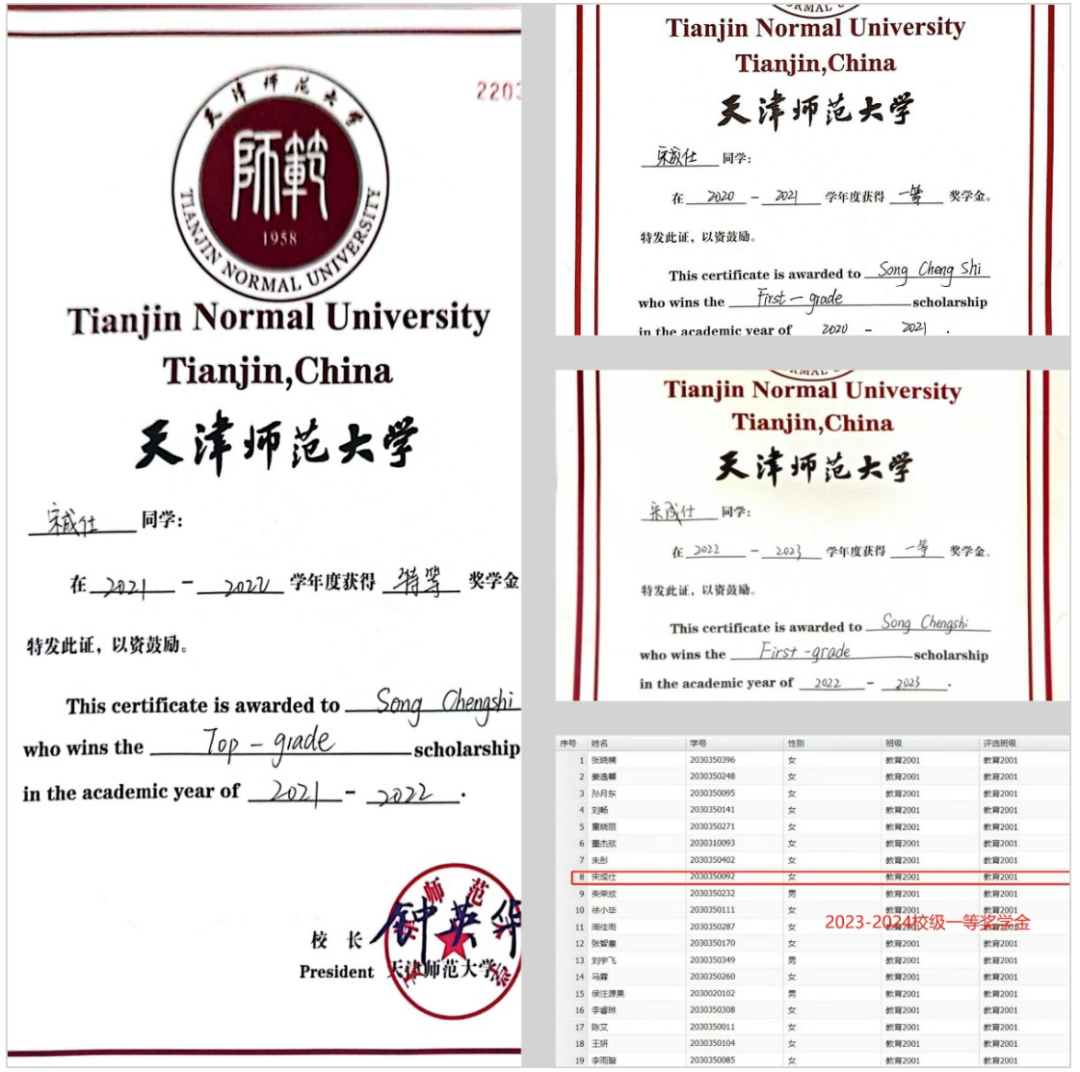 2203
天津师范大学
師範
1958
TIANJIN NORMAL UNIVERSITY
Tianjin Normal University
Tianjin,China
天津师范大学
宋成仕 同学:
在 2021 - 2022 学年度获得 特等 奖学金
特发此证，以资鼓励。
This certificate is awarded to Song Chengshi
who wins the Top-grade scholarship
in the academic year of 2021 - 2022 .
校 长 钟英华
President 天津师范大学
师范
RMAL U
Tianjin Normal University
Tianjin,China
天津师范大学
宋成仕 同学:
在 2020 - 2021 学年度获得 一等 奖学金。
特发此证，以资鼓励。
This certificate is awarded to Song Cheng Shi
who wins the First-grade scholarship
in the academic year of 2020 - 2021 .
RMAL U
Tianjin Normal University
Tianjin,China
天津师范大学
宋成仕 同学:
在 2022 - 2023 学年度获得 一等 奖学金。
特发此证，以资鼓励。
This certificate is awarded to Song Chengshi
who wins the First-grade scholarship
in the academic year of 2022 - 2023 .
序号 姓名 学号 性别 班级 评选班级
1 张晓楠 2030350396 女 教育2001 教育2001
2 姜逸馨 2030350248 女 教育2001 教育2001
3 孙月东 2030350095 女 教育2001 教育2001
4 刘畅 2030350141 女 教育2001 教育2001
5 董晓丽 2030350271 女 教育2001 教育2001
6 董杰欣 2030310093 女 教育2001 教育2001
7 朱彤 2030350402 女 教育2001 教育2001
8 宋成仕 2030350092 女 教育2001 教育2001
9 柴荣欣 2030350232 男 教育2001 教育2001
10 徐小毕 2030350111 女 教育2001 教育2001
2023-2024校级一等奖学金
11 周佳雨 2030350287 女 教育2001 教育2001
12 张智惠 2030350170 女 教育2001 教育2001
13 刘宇飞 2030350349 男 教育2001 教育2001
14 马霖 2030350260 女 教育2001 教育2001
15 侯汪源昊 2030020102 男 教育2001 教育2001
16 李睿琳 2030350308 女 教育2001 教育2001
17 陈艾 2030350011 女 教育2001 教育2001
18 王妍 2030350104 女 教育2001 教育2001
19 李雨璇 2030350085 女 教育2001 教育2001